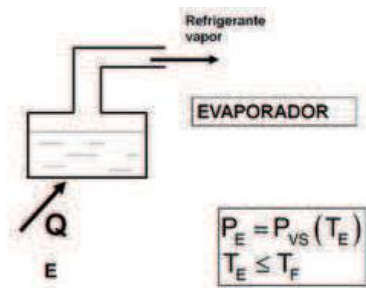 Refrigerante
vapor
EVAPORADOR
Q
E
P_E = P_VS (T_E)
T_E ≤ T_F